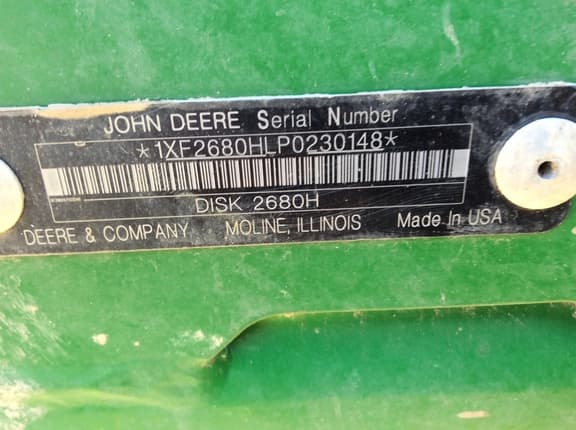 JOHN DEERE Serial Number
*1XF2680HLP0230148*
DISK 2680H
DEERE & COMPANY MOLINE, ILLINOIS Made In USA